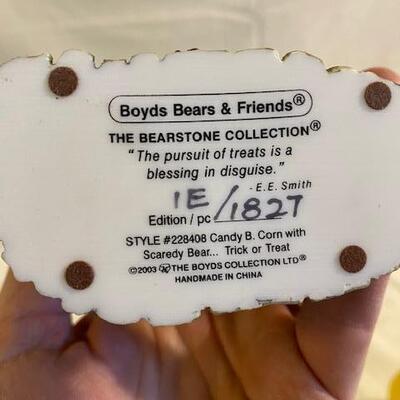 Boyds Bears & Friends®
THE BEARSTONE COLLECTION®
"The pursuit of treats is a
blessing in disguise."
- E.E. Smith
1E/1827
Edition / pc
STYLE #228408 Candy B. Corn with
Scaredy Bear... Trick or Treat
©2003 THE BOYDS COLLECTION LTD®
HANDMADE IN CHINA